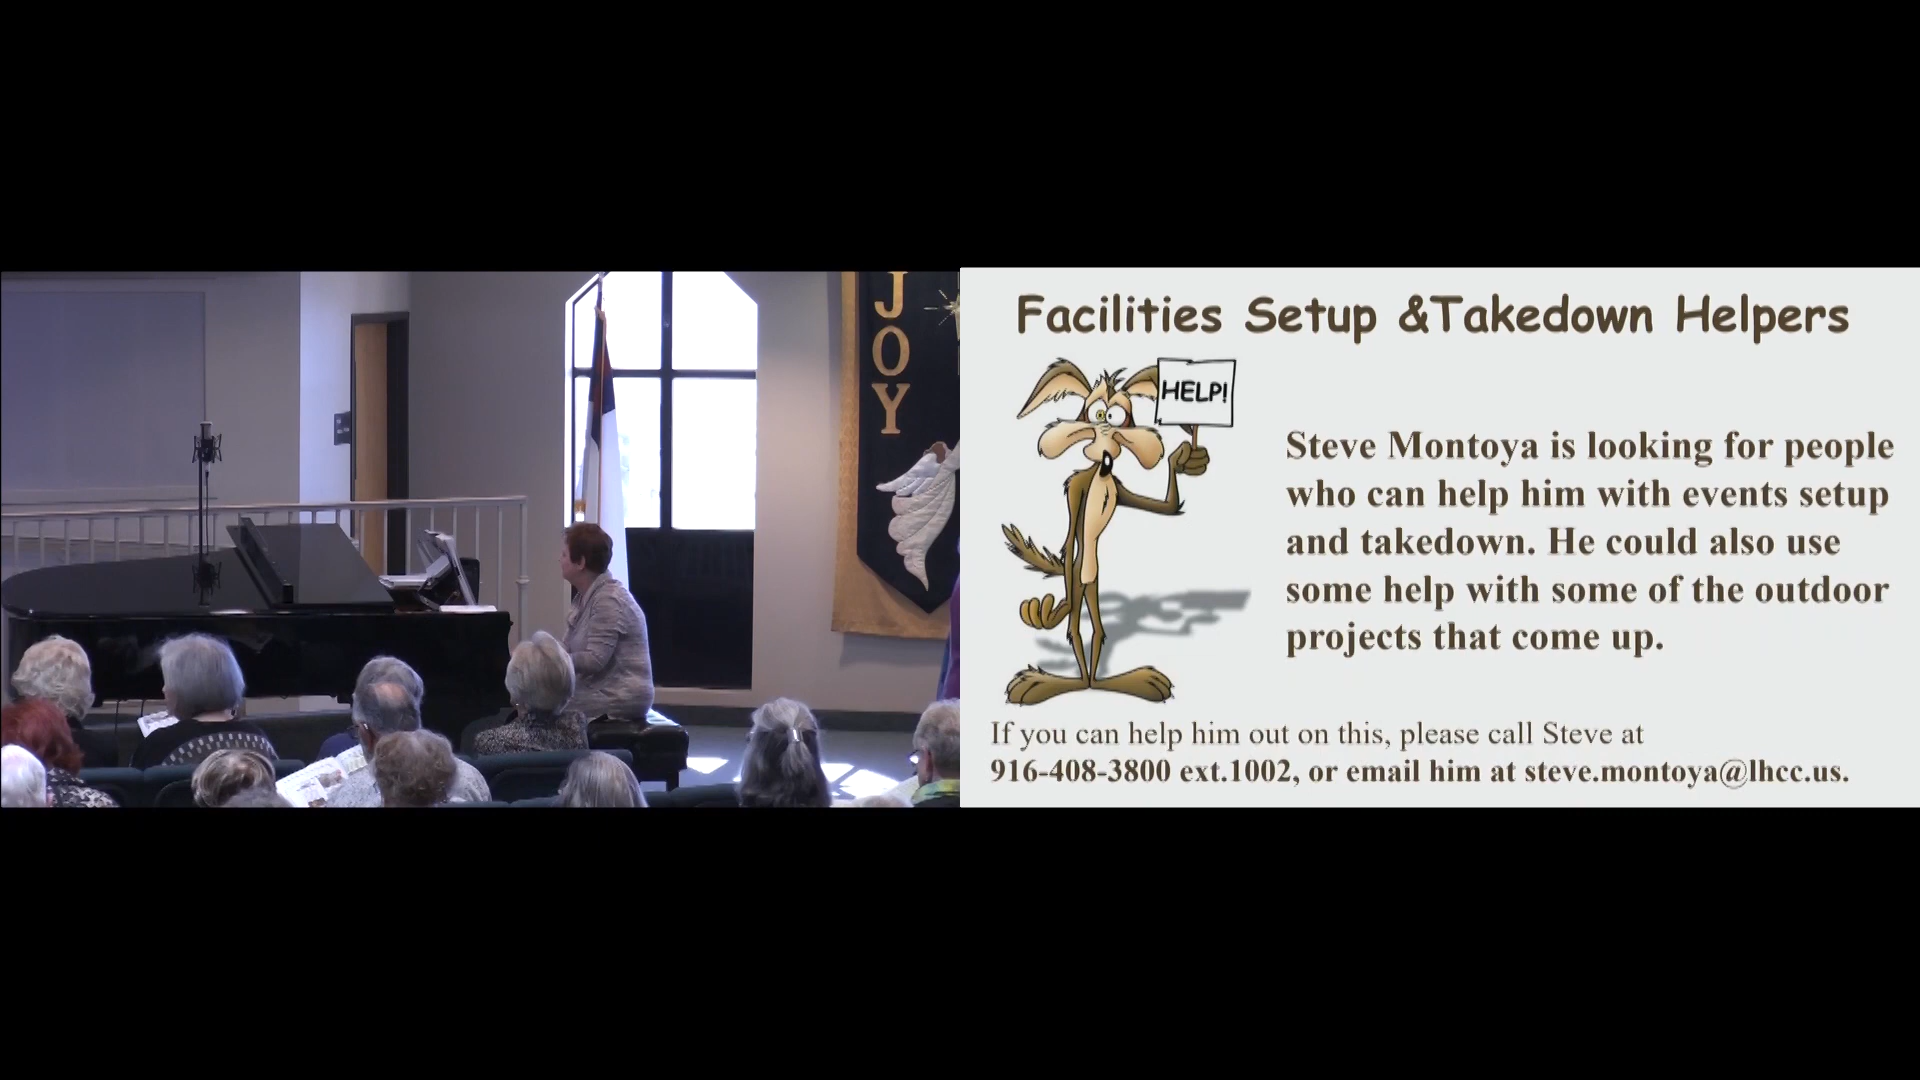 JOY
Facilities Setup &Takedown Helpers
HELP!
Steve Montoya is looking for people
who can help him with events setup
and takedown. He could also use
some help with some of the outdoor
projects that come up.
If you can help him out on this, please call Steve at
916-408-3800 ext.1002, or email him at steve.montoya@lhcc.us.